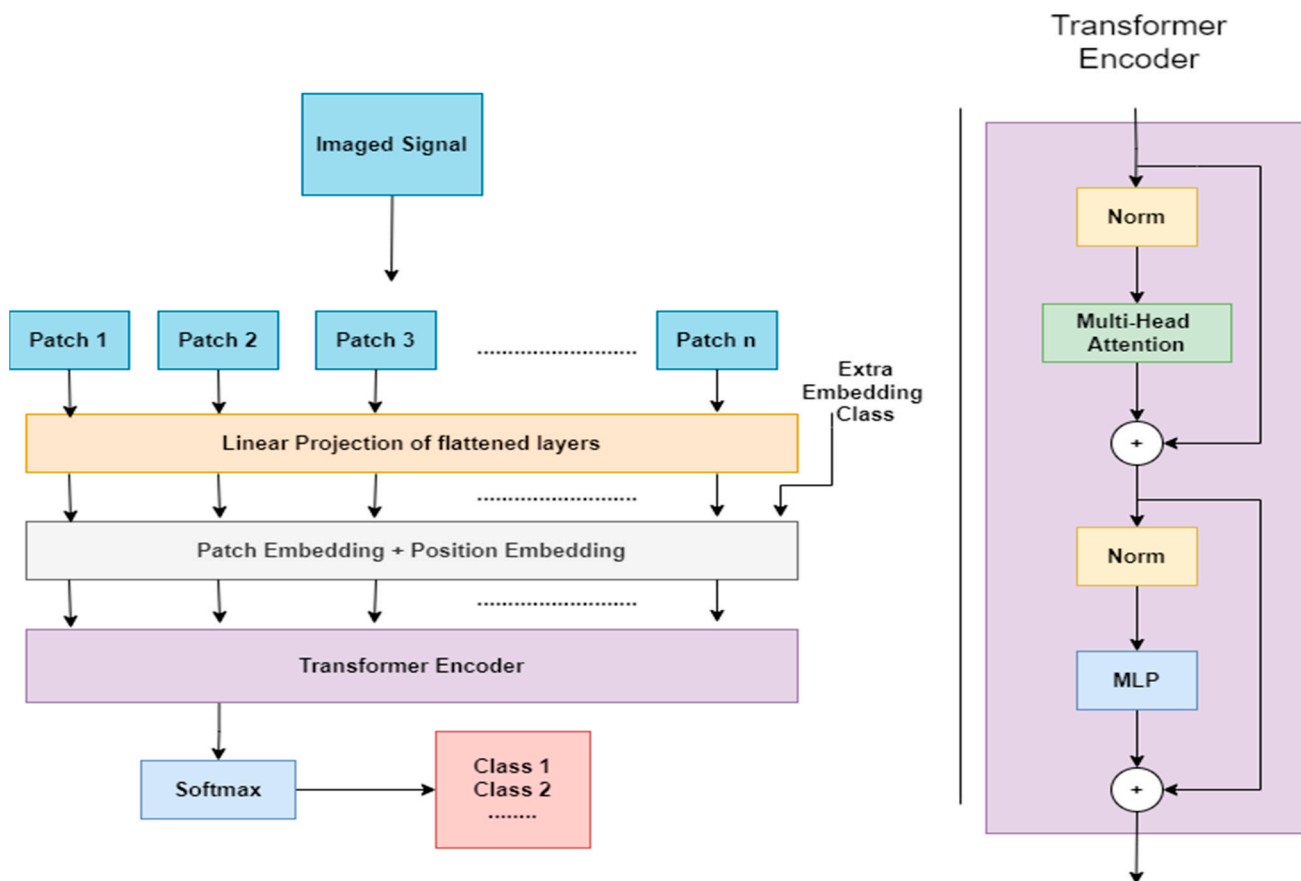 Imaged Signal
Patch 1
Patch 2
Patch 3
.....................
Patch n
Extra
Embedding
Class
Linear Projection of flattened layers
.....................
Patch Embedding + Position Embedding
.....................
Transformer Encoder
Softmax
Class 1
Class 2
........
Transformer
Encoder
Norm
Multi-Head
Attention
+
Norm
MLP
+